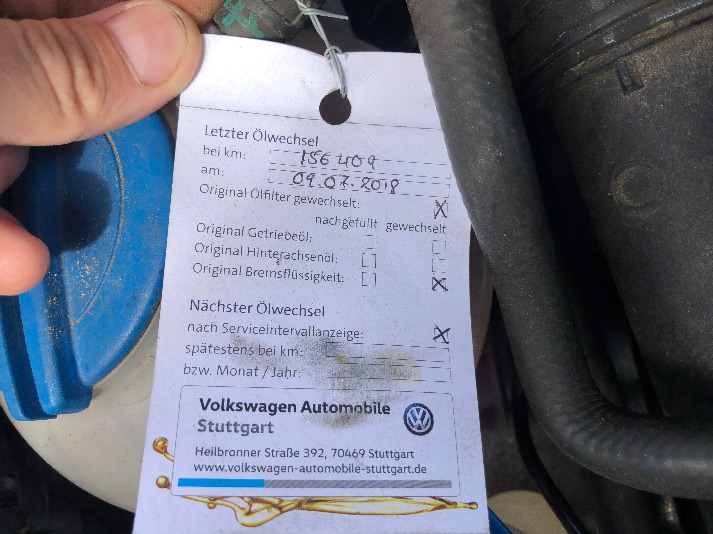 Letzter Ölwechsel
bei km: 156 409
am: 09.07.2018
Original Ölfilter gewechselt: X
nachgefüllt gewechselt
Original Getriebeöl:
Original Hinterachsenöl:
Original Bremsflüssigkeit: X
Nächster Ölwechsel
nach Serviceintervallanzeige: X
spätestens bei km:
bzw. Monat / Jahr:
Volkswagen Automobile
Stuttgart
Heilbronner Straße 392, 70469 Stuttgart
www.volkswagen-automobile-stuttgart.de